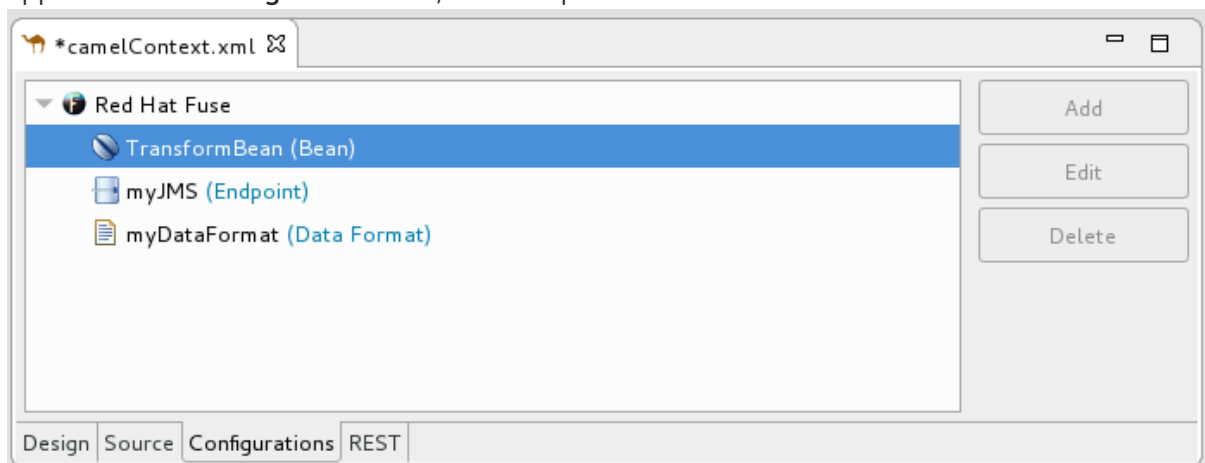 *camelContext.xml
Red Hat Fuse
Add
TransformBean (Bean)
Edit
myJMS (Endpoint)
myDataFormat (Data Format)
Delete
Design Source Configurations REST